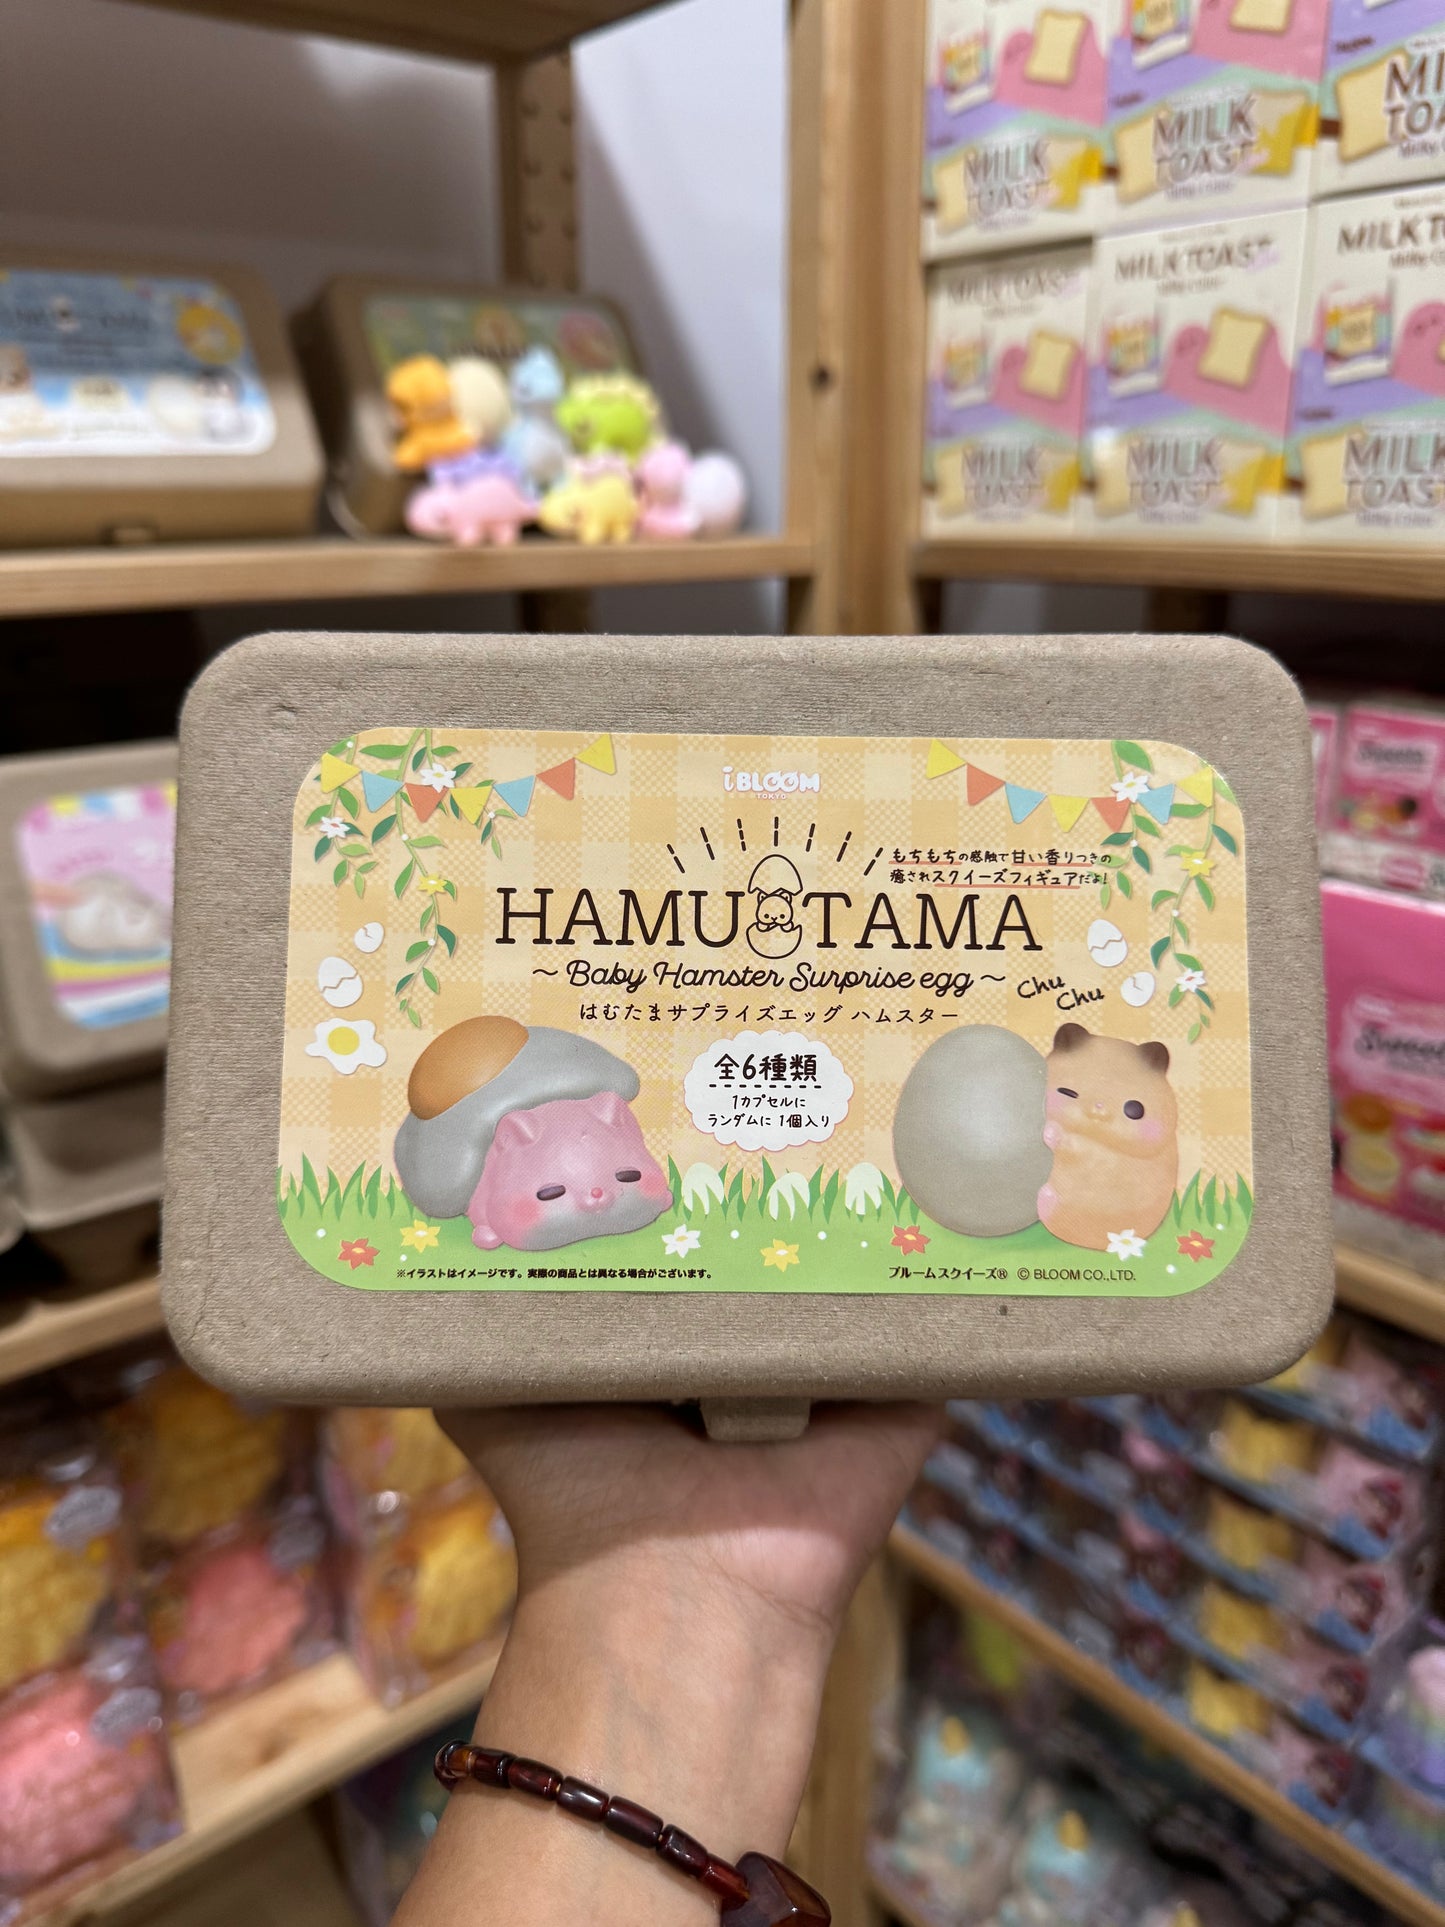 MILK
TOAST
MILK
TOAST
MILK TOAST
MILK
TOAST
MILK
TOAST
MILK
TOAST
iBLOOM
TOKYO
もちもちの感触で甘い香りつきの
癒されスクイーズフィギュアだよ!
HAMU TAMA
~ Baby Hamster Surprise egg ~
はむたまサプライズエッグ ハムスター
Chu
Chu
全6種類
1カプセルに
ランダムに 1個入り
※イラストはイメージです。実際の商品とは異なる場合がございます。
ブルームスクイーズ® © BLOOM CO.,LTD.